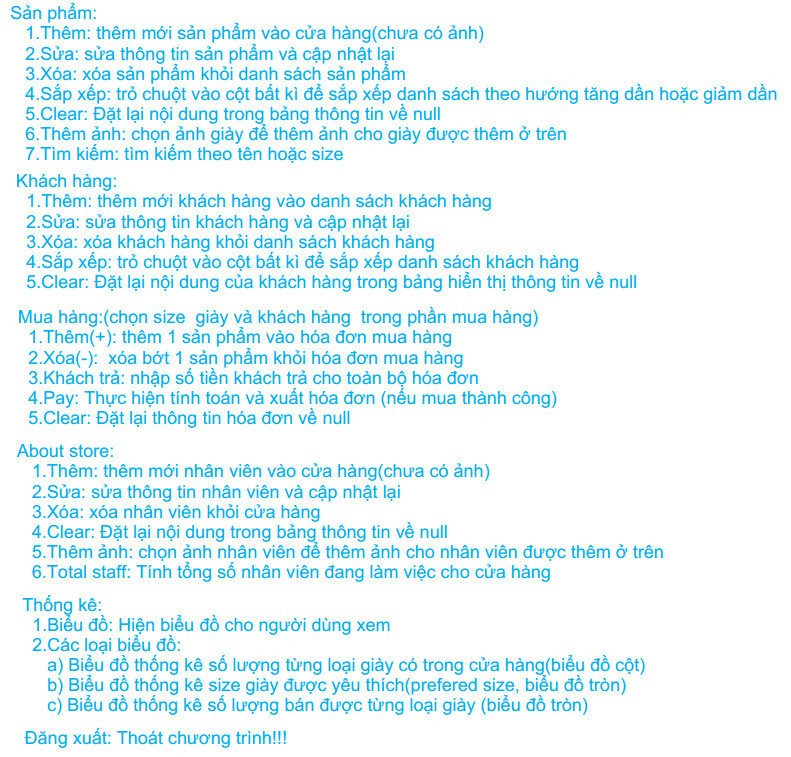 Sản phẩm:
1.Thêm: thêm mới sản phẩm vào cửa hàng(chưa có ảnh)
2.Sửa: sửa thông tin sản phẩm và cập nhật lại
3.Xóa: xóa sản phẩm khỏi danh sách sản phẩm
4.Sắp xếp: trỏ chuột vào cột bất kì để sắp xếp danh sách theo hướng tăng dần hoặc giảm dần
5.Clear: Đặt lại nội dung trong bảng thông tin về null
6.Thêm ảnh: chọn ảnh giày để thêm ảnh cho giày được thêm ở trên
7.Tìm kiếm: tìm kiếm theo tên hoặc size
Khách hàng:
1.Thêm: thêm mới khách hàng vào danh sách khách hàng
2.Sửa: sửa thông tin khách hàng và cập nhật lại
3.Xóa: xóa khách hàng khỏi danh sách khách hàng
4.Sắp xếp: trỏ chuột vào cột bất kì để sắp xếp danh sách khách hàng
5.Clear: Đặt lại nội dung của khách hàng trong bảng hiển thị thông tin về null
Mua hàng:(chọn size giày và khách hàng trong phần mua hàng)
1.Thêm(+): thêm 1 sản phẩm vào hóa đơn mua hàng
2.Xóa(-): xóa bớt 1 sản phẩm khỏi hóa đơn mua hàng
3.Khách trả: nhập số tiền khách trả cho toàn bộ hóa đơn
4.Pay: Thực hiện tính toán và xuất hóa đơn (nếu mua thành công)
5.Clear: Đặt lại thông tin hóa đơn về null
About store:
1.Thêm: thêm mới nhân viên vào cửa hàng(chưa có ảnh)
2.Sửa: sửa thông tin nhân viên và cập nhật lại
3.Xóa: xóa nhân viên khỏi cửa hàng
4.Clear: Đặt lại nội dung trong bảng thông tin về null
5.Thêm ảnh: chọn ảnh nhân viên để thêm ảnh cho nhân viên được thêm ở trên
6.Total staff: Tính tổng số nhân viên đang làm việc cho cửa hàng
Thống kê:
1.Biểu đồ: Hiện biểu đồ cho người dùng xem
2.Các loại biểu đồ:
a) Biểu đồ thống kê số lượng từng loại giày có trong cửa hàng(biểu đồ cột)
b) Biểu đồ thống kê size giày được yêu thích(prefered size, biểu đồ tròn)
c) Biểu đồ thống kê số lượng bán được từng loại giày (biểu đồ tròn)
Đăng xuất: Thoát chương trình!!!